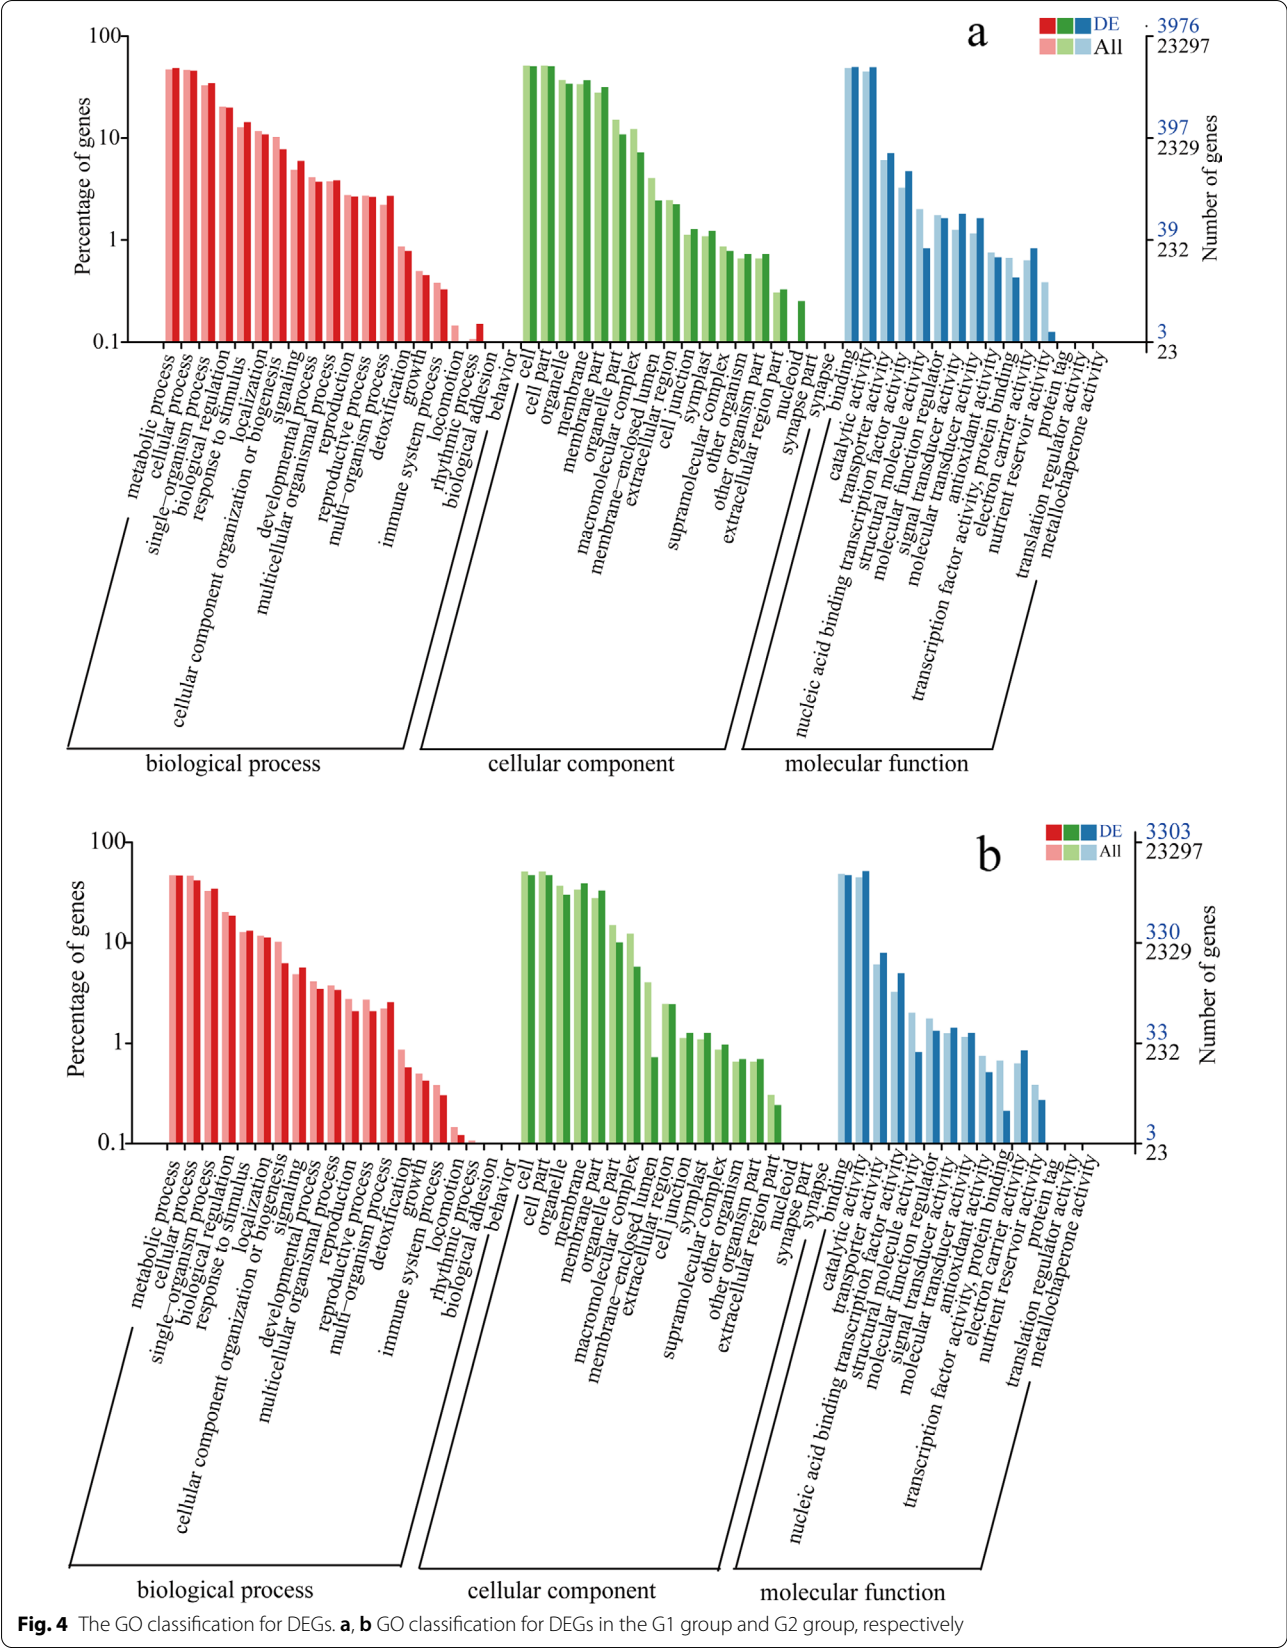 a
DE
All
100
10
1
0.1
Percentage of genes
3976
23297
397
2329
39
232
3
23
Number of genes
metabolic process
cellular process
single−organism process
biological regulation
response to stimulus
localization
cellular component organization or biogenesis
signaling
developmental process
multicellular organismal process
reproduction
reproductive process
multi−organism process
detoxification
growth
immune system process
locomotion
rhythmic process
biological adhesion
behavior
cell
cell part
organelle
membrane
membrane part
organelle part
macromolecular complex
membrane−enclosed lumen
extracellular region
cell junction
symplast
supramolecular complex
other organism
other organism part
extracellular region part
nucleoid
synapse part
synapse
binding
catalytic activity
transporter activity
nucleic acid binding transcription factor activity
structural molecule activity
molecular function regulator
signal transducer activity
molecular transducer activity
antioxidant activity
transcription factor activity, protein binding
electron carrier activity
nutrient reservoir activity
protein tag
translation regulator activity
metallochaperone activity
biological process
cellular component
molecular function
b
DE
All
100
10
1
0.1
Percentage of genes
3303
23297
330
2329
33
232
3
23
Number of genes
metabolic process
cellular process
single−organism process
biological regulation
response to stimulus
localization
cellular component organization or biogenesis
signaling
developmental process
multicellular organismal process
reproduction
reproductive process
multi−organism process
detoxification
growth
immune system process
locomotion
rhythmic process
biological adhesion
behavior
cell
cell part
organelle
membrane
membrane part
organelle part
macromolecular complex
membrane−enclosed lumen
extracellular region
cell junction
symplast
supramolecular complex
other organism
other organism part
extracellular region part
nucleoid
synapse part
synapse
binding
catalytic activity
transporter activity
nucleic acid binding transcription factor activity
structural molecule activity
molecular function regulator
signal transducer activity
molecular transducer activity
antioxidant activity
transcription factor activity, protein binding
electron carrier activity
nutrient reservoir activity
protein tag
translation regulator activity
metallochaperone activity
biological process
cellular component
molecular function
Fig. 4 The GO classification for DEGs. a, b GO classification for DEGs in the G1 group and G2 group, respectively